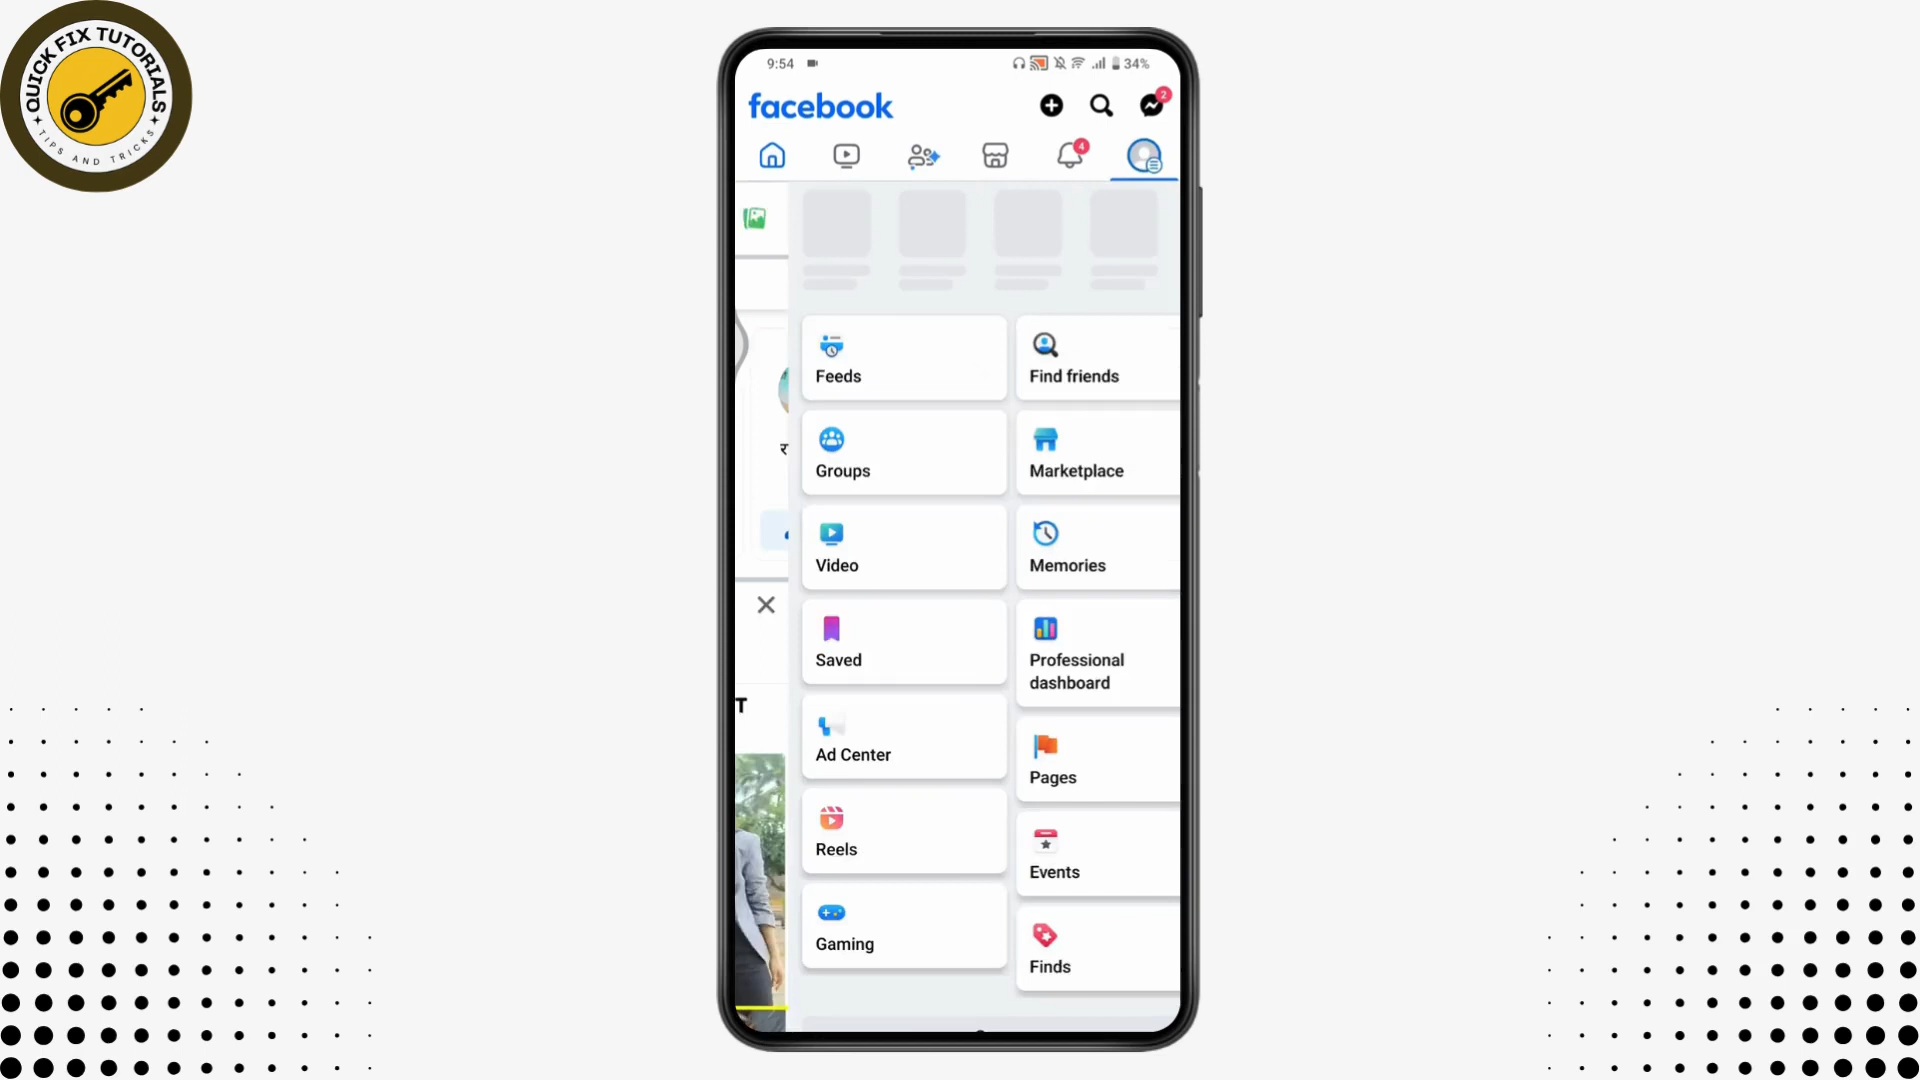 QUICK FIX TUTORIALS
TIPS AND TRICKS
9:54
34%
facebook
2
4
Feeds
Find friends
Groups
Marketplace
Video
Memories
Saved
Professional
dashboard
T
Ad Center
Pages
Reels
Events
Gaming
Finds